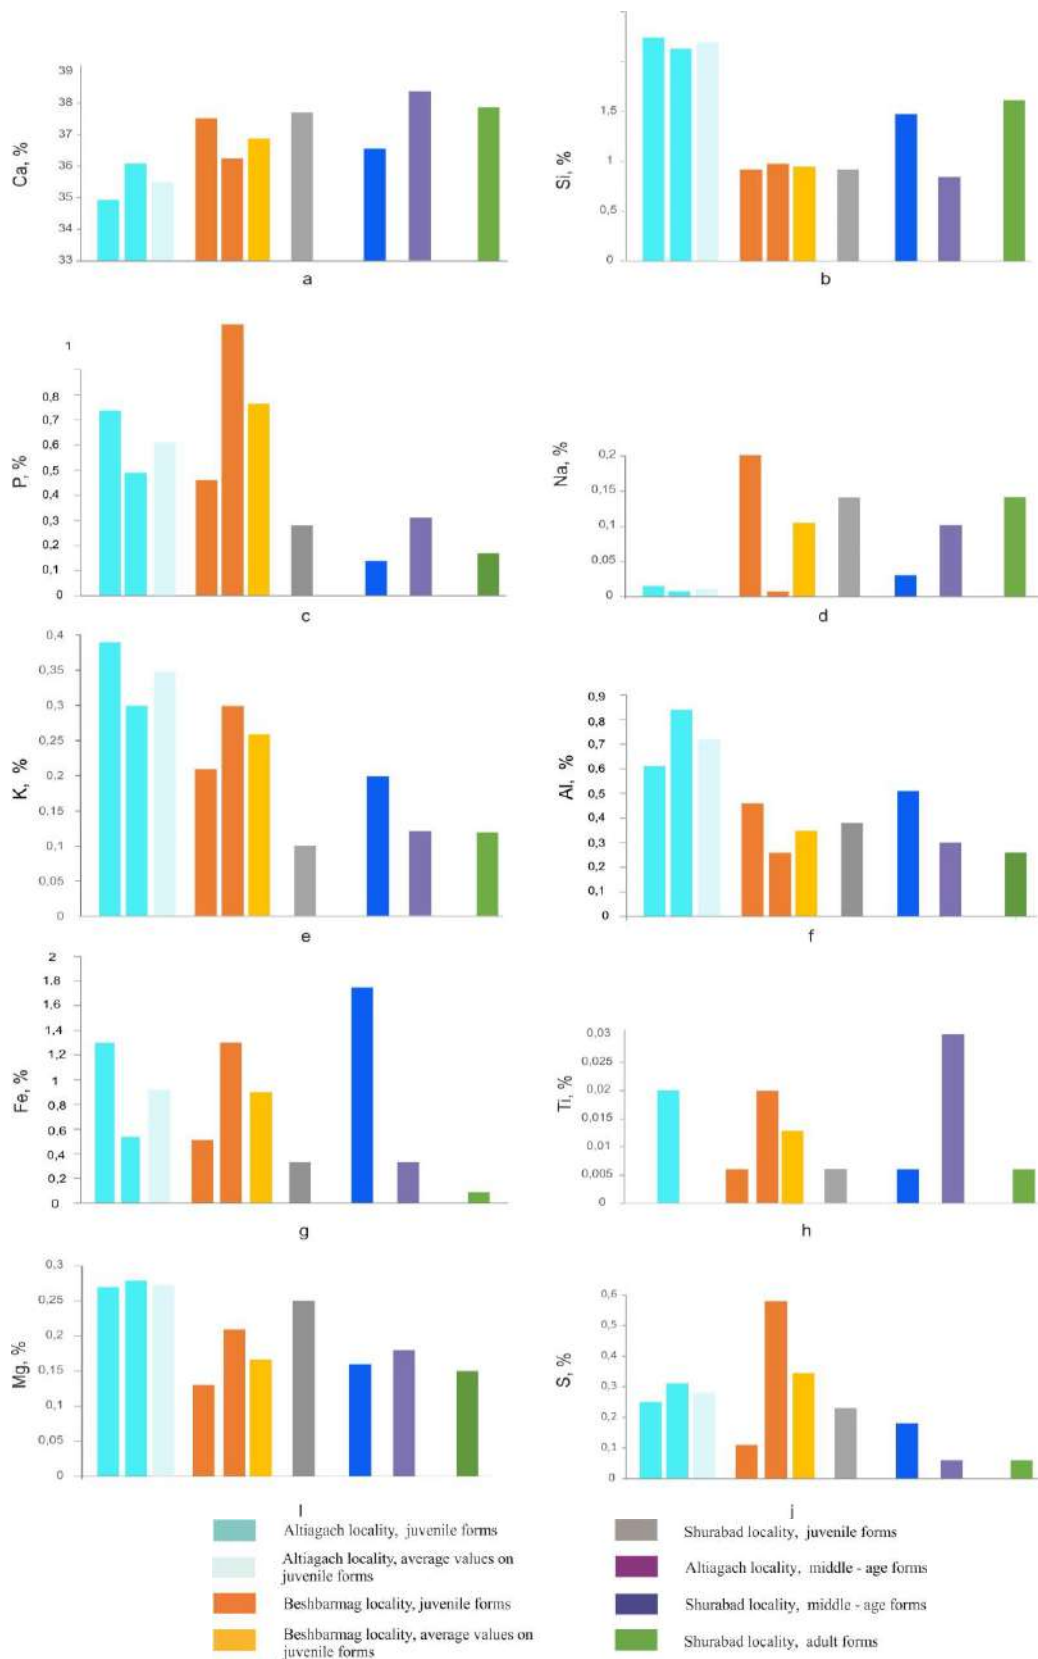 39
38
37
36
35
34
33
Ca, %
a
1,5
1
0,5
0
Si, %
b
1
0,8
0,7
0,6
0,5
0,4
0,3
0,2
0,1
0
P, %
c
0,2
0,15
0,1
0,05
0
Na, %
d
0,4
0,35
0,3
0,25
0,2
0,15
0,1
0,05
0
K, %
e
0,9
0,8
0,7
0,6
0,5
0,4
0,3
0,2
0,1
0
Al, %
f
2
1,8
1,6
1,4
1,2
1
0,8
0,6
0,4
0,2
0
Fe, %
g
0,03
0,025
0,02
0,015
0,01
0,005
0
Ti, %
h
0,3
0,25
0,2
0,15
0,1
0,05
0
Mg, %
I
0,6
0,5
0,4
0,3
0,2
0,1
0
S, %
j
Altiagach locality, juvenile forms
Altiagach locality, average values on
juvenile forms
Beshbarmag locality, juvenile forms
Beshbarmag locality, average values on
juvenile forms
Shurabad locality, juvenile forms
Altiagach locality, middle - age forms
Shurabad locality, middle - age forms
Shurabad locality, adult forms